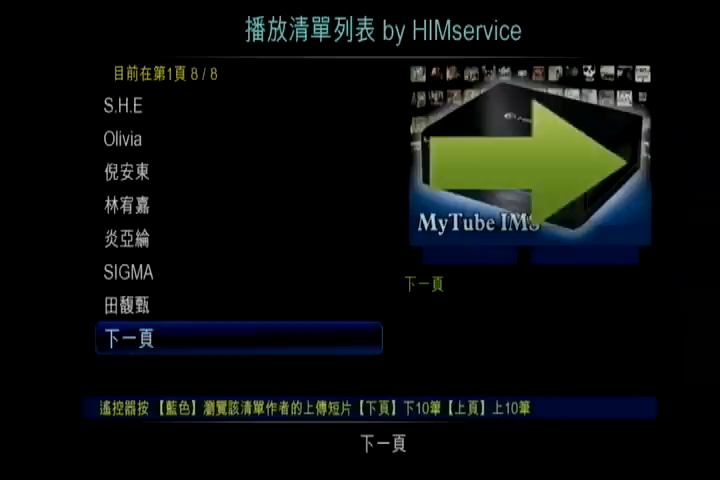 播放清單列表 by HIMservice
目前在第1頁 8 / 8
S.H.E
Olivia
倪安東
林宥嘉
炎亞綸
SIGMA
田馥甄
下一頁
MyTube IMS
下一頁
遙控器按 【藍色】瀏覽該清單作者的上傳短片【下頁】下10筆【上頁】上10筆
下一頁